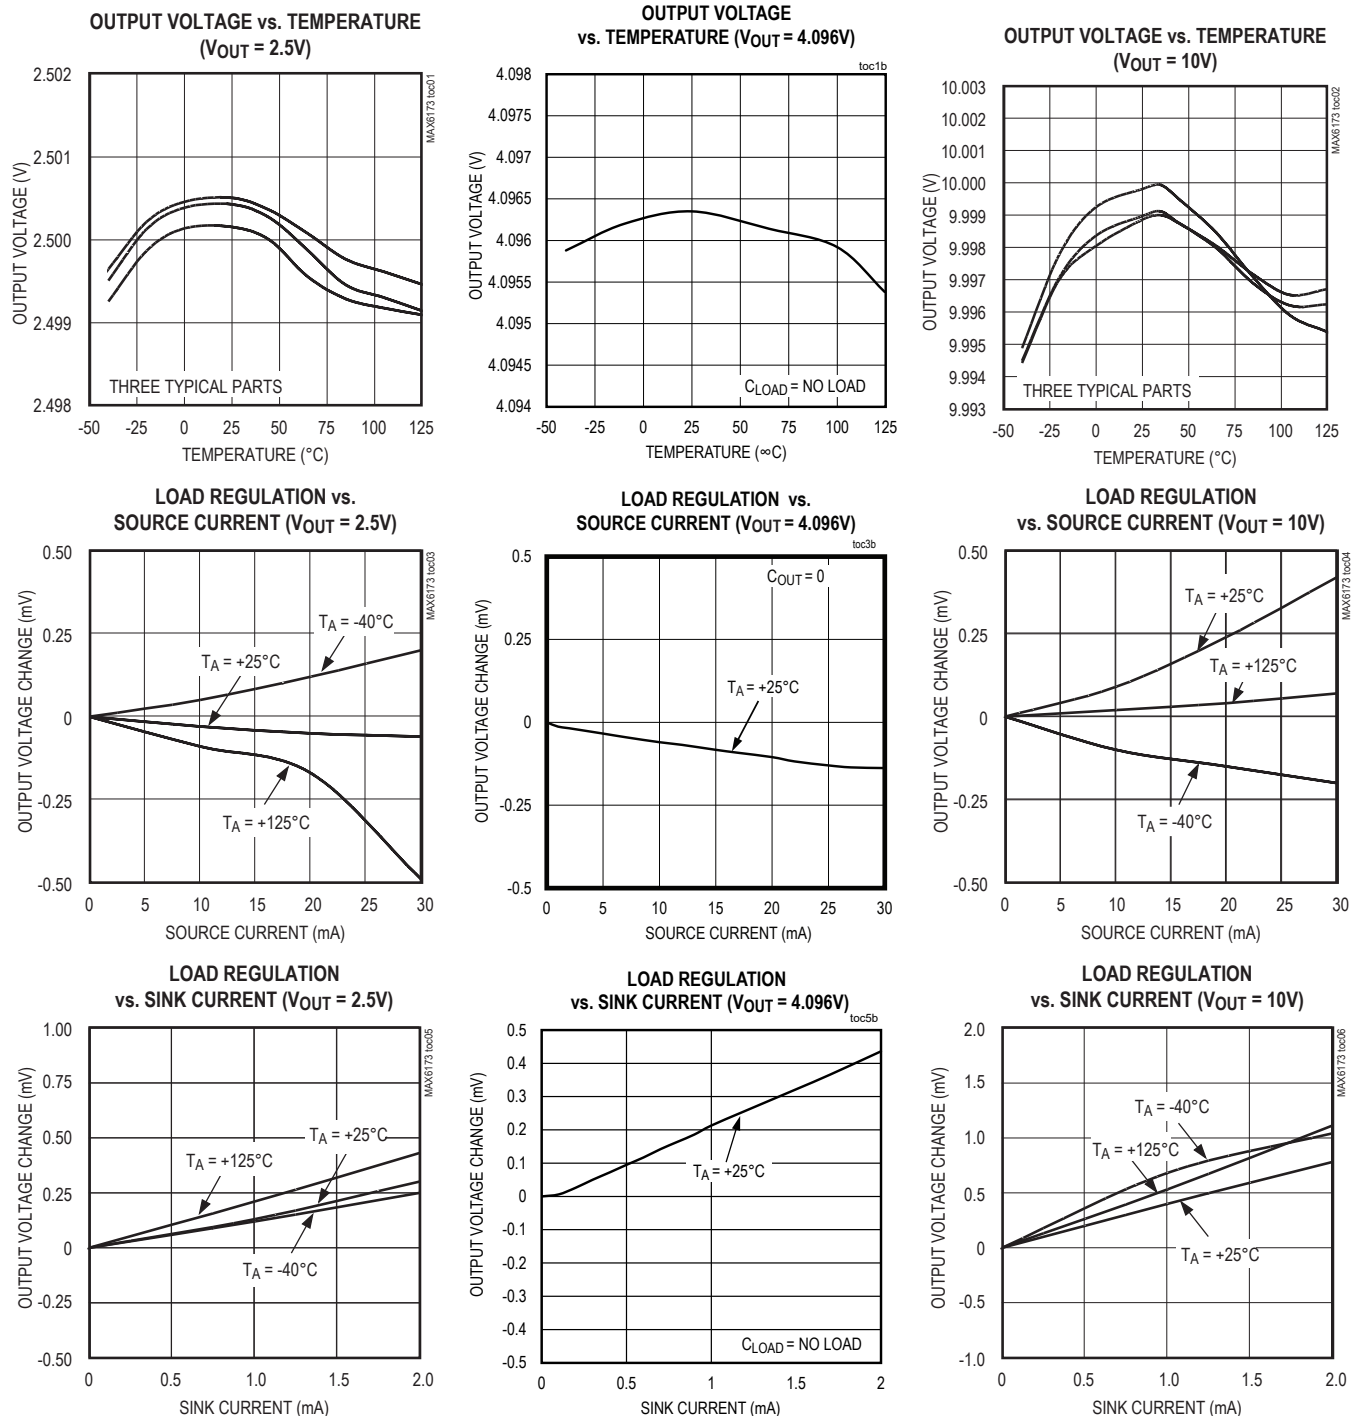 OUTPUT VOLTAGE vs. TEMPERATURE
(VOUT = 2.5V)
MAX6173 toc01
OUTPUT VOLTAGE (V)
2.502
2.501
2.500
2.499
2.498
THREE TYPICAL PARTS
-50 -25 0 25 50 75 100 125
TEMPERATURE (°C)
OUTPUT VOLTAGE
vs. TEMPERATURE (VOUT = 4.096V)
toc1b
OUTPUT VOLTAGE (V)
4.098
4.0975
4.097
4.0965
4.096
4.0955
4.095
4.0945
4.094
CLOAD = NO LOAD
-50 -25 0 25 50 75 100 125
TEMPERATURE (∞C)
OUTPUT VOLTAGE vs. TEMPERATURE
(VOUT = 10V)
MAX6173 toc02
OUTPUT VOLTAGE (V)
10.003
10.002
10.001
10.000
9.999
9.998
9.997
9.996
9.995
9.994
9.993
THREE TYPICAL PARTS
-50 -25 0 25 50 75 100 125
TEMPERATURE (°C)
LOAD REGULATION vs.
SOURCE CURRENT (VOUT = 2.5V)
MAX6173 toc03
OUTPUT VOLTAGE CHANGE (mV)
0.50
0.25
0
-0.25
-0.50
TA = -40°C
TA = +25°C
TA = +125°C
0 5 10 15 20 25 30
SOURCE CURRENT (mA)
LOAD REGULATION vs.
SOURCE CURRENT (VOUT = 4.096V)
toc3b
OUTPUT VOLTAGE CHANGE (mV)
0.5
0.25
0
-0.25
-0.5
COUT = 0
TA = +25°C
0 5 10 15 20 25 30
SOURCE CURRENT (mA)
LOAD REGULATION
vs. SOURCE CURRENT (VOUT = 10V)
MAX6173 toc04
OUTPUT VOLTAGE CHANGE (mV)
0.50
0.25
0
-0.25
-0.50
TA = +25°C
TA = +125°C
TA = -40°C
0 5 10 15 20 25 30
SOURCE CURRENT (mA)
LOAD REGULATION
vs. SINK CURRENT (VOUT = 2.5V)
MAX6173 toc05
OUTPUT VOLTAGE CHANGE (mV)
1.00
0.75
0.50
0.25
0
-0.25
-0.50
TA = +25°C
TA = +125°C
TA = -40°C
0 0.5 1.0 1.5 2.0
SINK CURRENT (mA)
LOAD REGULATION
vs. SINK CURRENT (VOUT = 4.096V)
toc5b
OUTPUT VOLTAGE CHANGE (mV)
0.5
0.4
0.3
0.2
0.1
0
-0.1
-0.2
-0.3
-0.4
-0.5
TA = +25°C
CLOAD = NO LOAD
0 0.5 1 1.5 2
SINK CURRENT (mA)
LOAD REGULATION
vs. SINK CURRENT (VOUT = 10V)
MAX6173 toc06
OUTPUT VOLTAGE CHANGE (mV)
2.0
1.5
1.0
0.5
0
-0.5
-1.0
TA = -40°C
TA = +125°C
TA = +25°C
0 0.5 1.0 1.5 2.0
SINK CURRENT (mA)